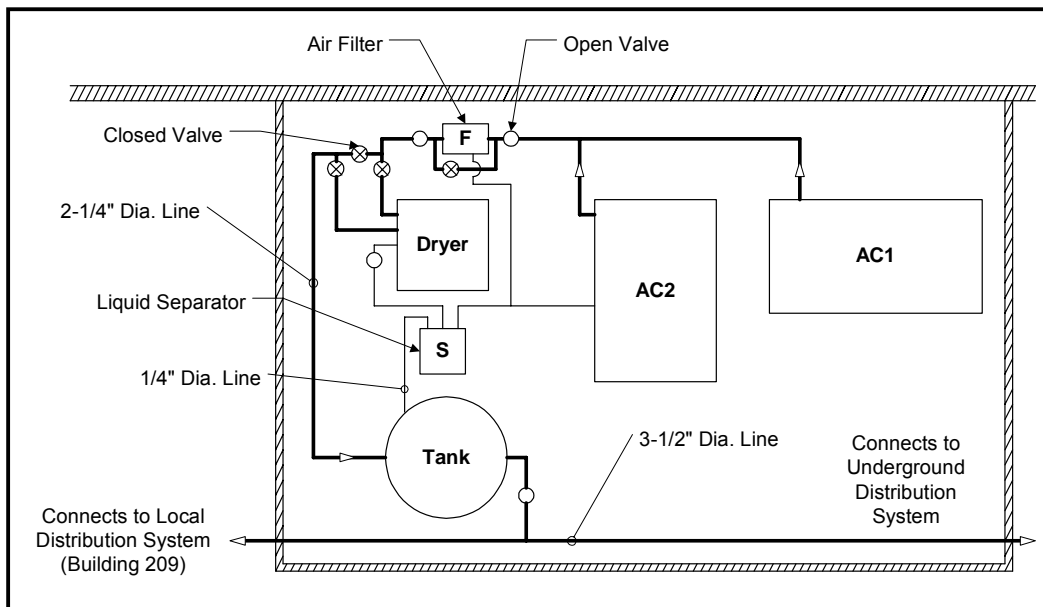 Air Filter
Open Valve
Closed Valve
F
2-1/4" Dia. Line
Dryer
AC2
AC1
Liquid Separator
S
1/4" Dia. Line
Tank
3-1/2" Dia. Line
Connects to
Underground
Distribution
System
Connects to Local
Distribution System
(Building 209)